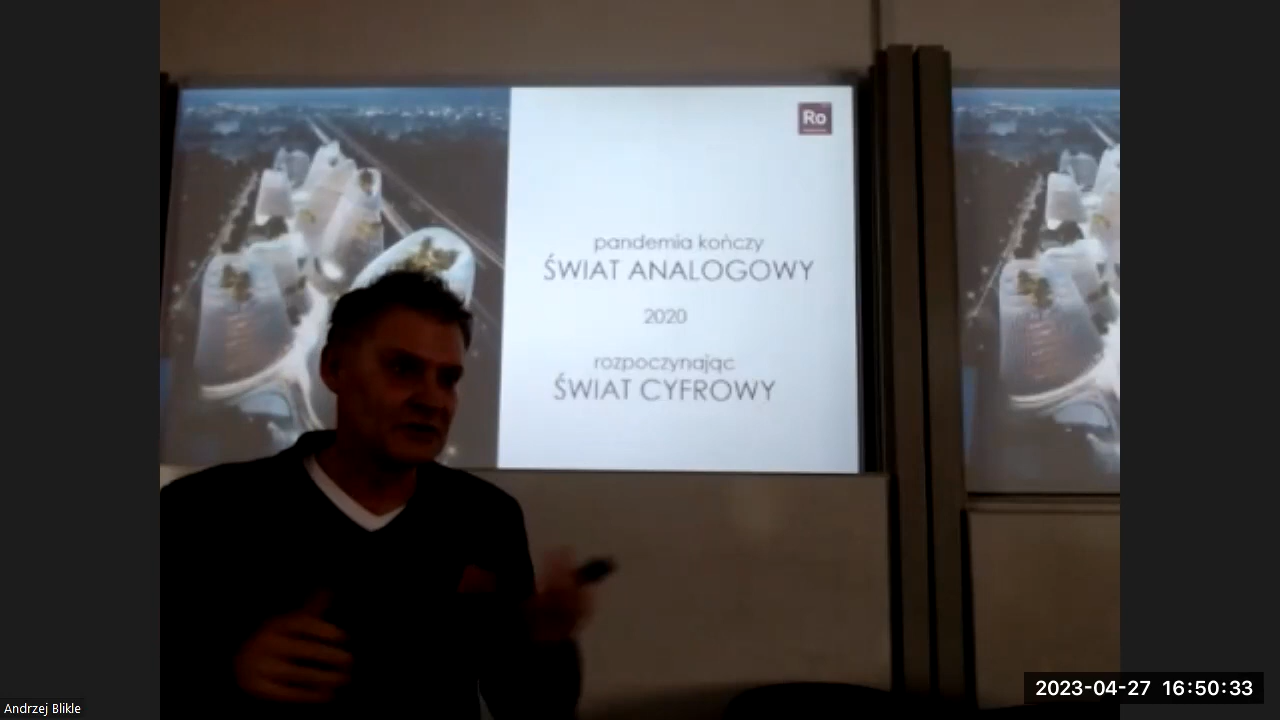 Ro
pandemia kończy
ŚWIAT ANALOGOWY
2020
rozpoczynając
ŚWIAT CYFROWY
2023-04-27 16:50:33
Andrzej Blikle